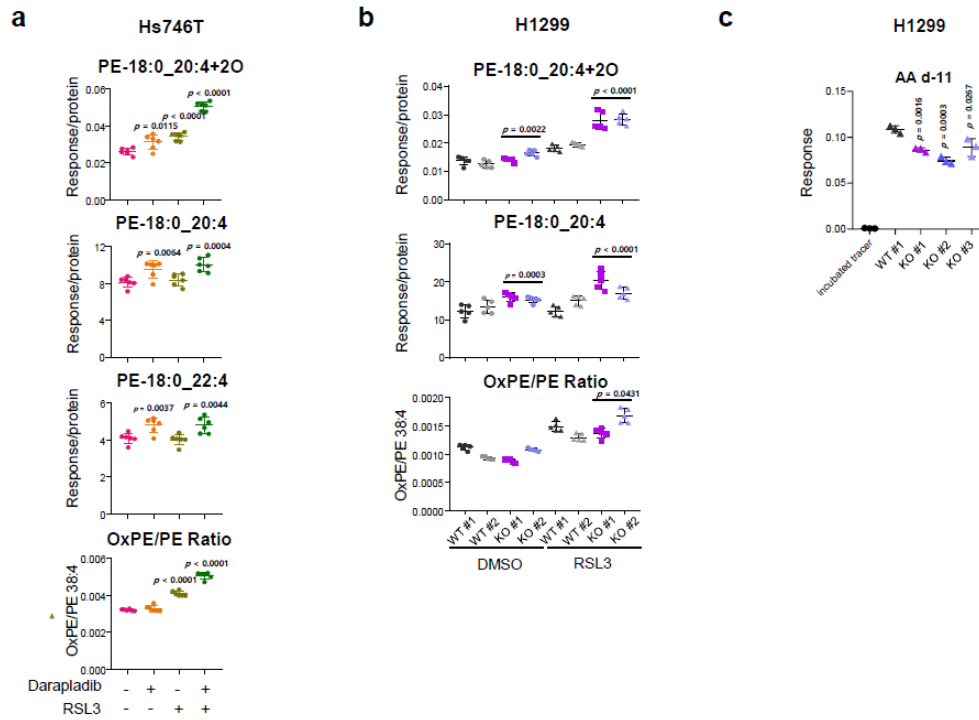 a
Hs746T
PE-18:0_20:4+2O
Response/protein
0.06
0.04
0.02
0.00
p = 0.0115
p < 0.0001
p < 0.0001
PE-18:0_20:4
Response/protein
12
8
4
0
p = 0.0064
p = 0.0004
PE-18:0_22:4
Response/protein
6
4
2
0
p = 0.0037
p = 0.0044
OxPE/PE Ratio
OxPE/PE 38:4
0.006
0.004
0.002
0.000
p < 0.0001
p < 0.0001
Darapladib - + - +
RSL3 - - + +
b
H1299
PE-18:0_20:4+2O
Response/protein
0.04
0.03
0.02
0.01
0.00
p = 0.0022
p < 0.0001
PE-18:0_20:4
Response/protein
30
20
10
0
p = 0.0003
p < 0.0001
OxPE/PE Ratio
OxPE/PE 38:4
0.0020
0.0015
0.0010
0.0005
0.0000
p = 0.0431
WT #1 WT #2 KO #1 KO #2 WT #1 WT #2 KO #1 KO #2
DMSO RSL3
c
H1299
AA d-11
Response
0.15
0.10
0.05
0.00
p = 0.0016
p = 0.0003
p = 0.0267
incubated tracer WT #1 KO #1 KO #2 KO #3